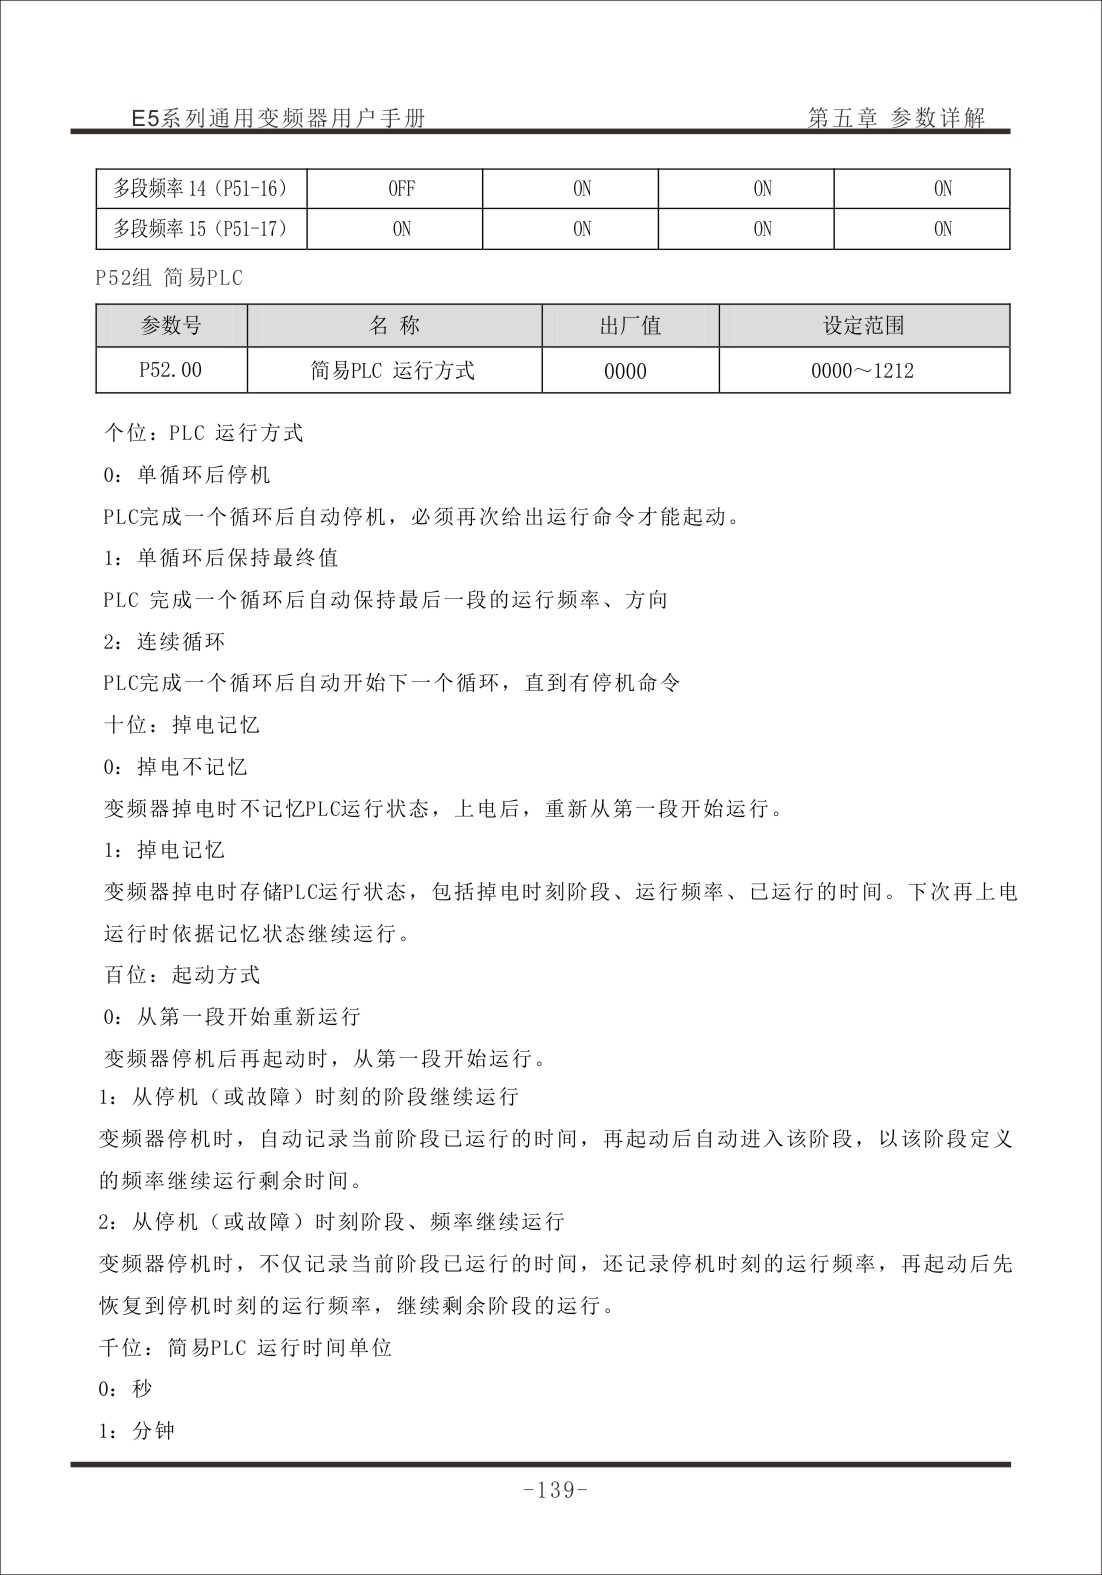 E5系列通用变频器用户手册 第五章 参数详解
多段频率 14（P51-16） OFF ON ON ON
多段频率 15（P51-17） ON ON ON ON
P52组 简易PLC
参数号 名 称 出厂值 设定范围
P52.00 简易PLC 运行方式 0000 0000～1212
个位：PLC 运行方式
0：单循环后停机
PLC完成一个循环后自动停机，必须再次给出运行命令才能起动。
1：单循环后保持最终值
PLC 完成一个循环后自动保持最后一段的运行频率、方向
2：连续循环
PLC完成一个循环后自动开始下一个循环，直到有停机命令
十位：掉电记忆
0：掉电不记忆
变频器掉电时不记忆PLC运行状态，上电后，重新从第一段开始运行。
1：掉电记忆
变频器掉电时存储PLC运行状态，包括掉电时刻阶段、运行频率、已运行的时间。下次再上电
运行时依据记忆状态继续运行。
百位：起动方式
0：从第一段开始重新运行
变频器停机后再起动时，从第一段开始运行。
1：从停机（或故障）时刻的阶段继续运行
变频器停机时，自动记录当前阶段已运行的时间，再起动后自动进入该阶段，以该阶段定义
的频率继续运行剩余时间。
2：从停机（或故障）时刻阶段、频率继续运行
变频器停机时，不仅记录当前阶段已运行的时间，还记录停机时刻的运行频率，再起动后先
恢复到停机时刻的运行频率，继续剩余阶段的运行。
千位：简易PLC 运行时间单位
0：秒
1：分钟
-139-